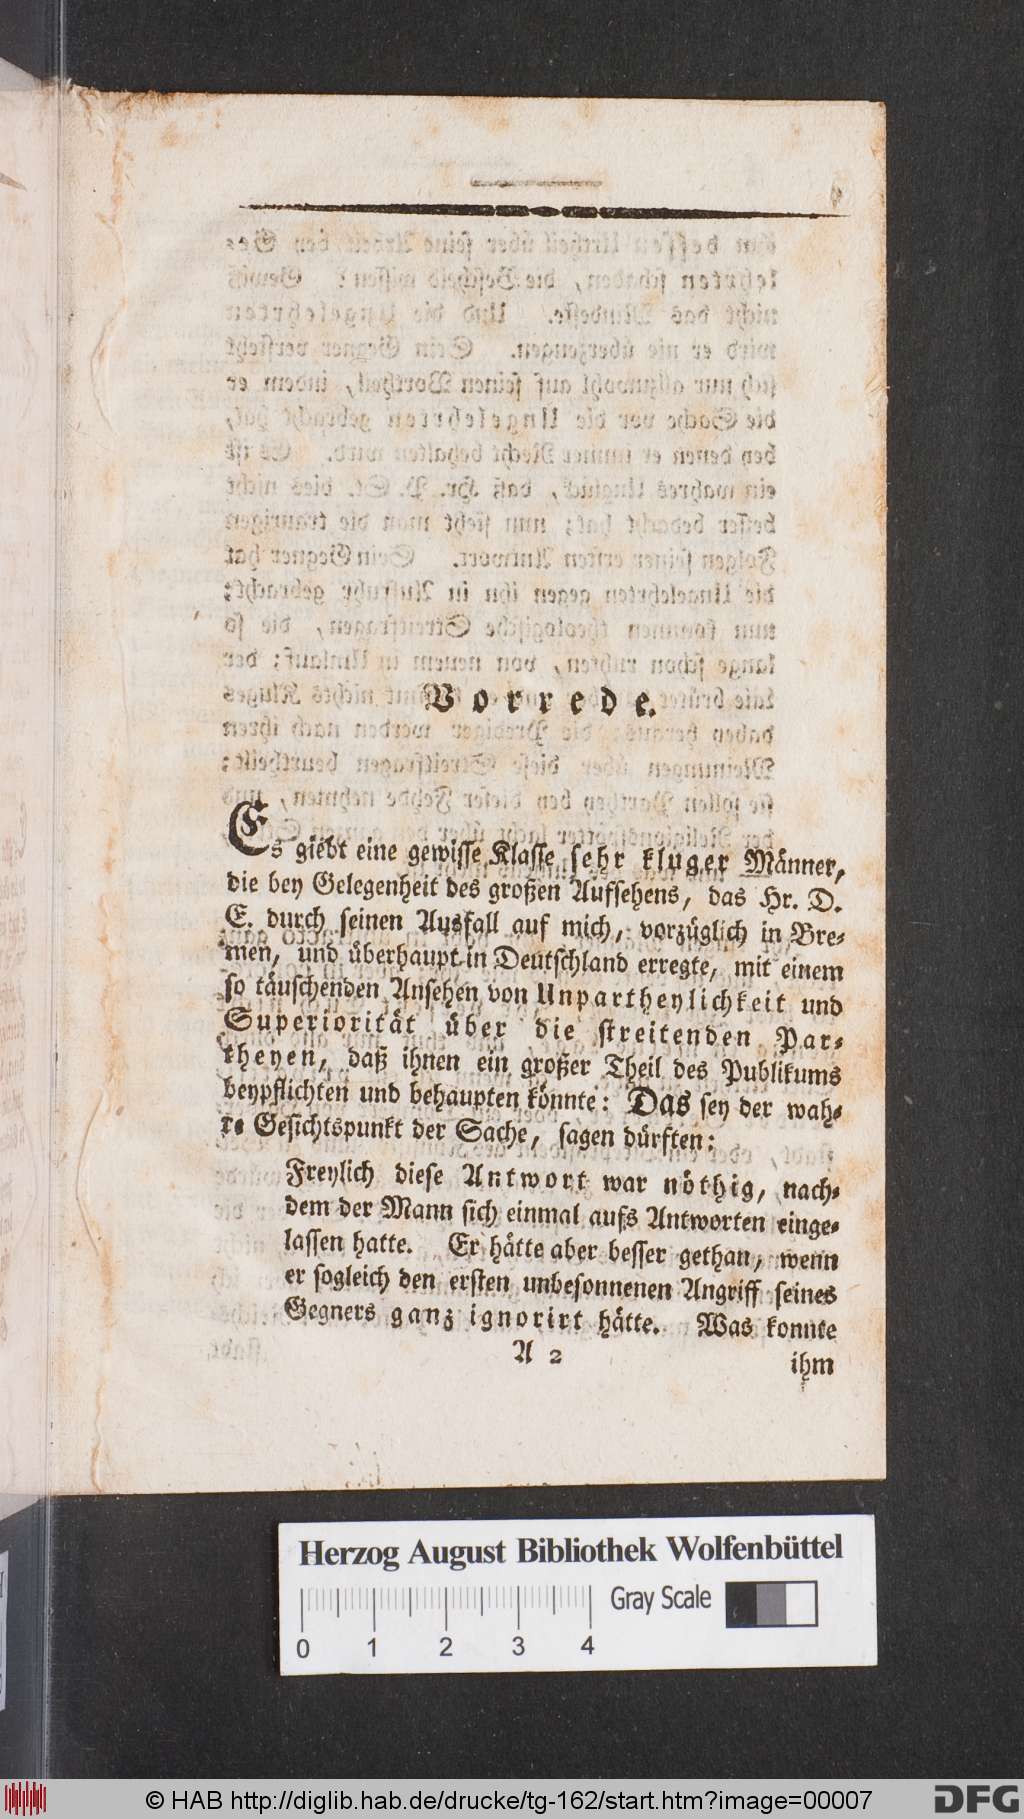 Vorrede.
Es giebt eine gewisse Klasse sehr kluger Männer,
die bey Gelegenheit des großen Aufsehens, das Hr. D.
E. durch seinen Ausfall auf mich, vorzüglich in Bre-
men, und überhaupt in Deutschland erregte, mit einem
so täuschenden Ansehen von Unpartheylichkeit und
Superiorität über die streitenden Par-
theyen, daß ihnen ein großer Theil des Publikums
beypflichten und behaupten könnte: Das sey der wah-
re Gesichtspunkt der Sache, sagen dürften:
Freylich diese Antwort war nöthig, nach-
dem der Mann sich einmal aufs Antworten einge-
lassen hatte. Er hätte aber besser gethan, wenn
er sogleich den ersten unbesonnenen Angriff seines
Gegners ganz ignorirt hätte. Was konnte
A 2
ihm
Herzog August Bibliothek Wolfenbüttel
Gray Scale
0 1 2 3 4
© HAB http://diglib.hab.de/drucke/tg-162/start.htm?image=00007
DFG